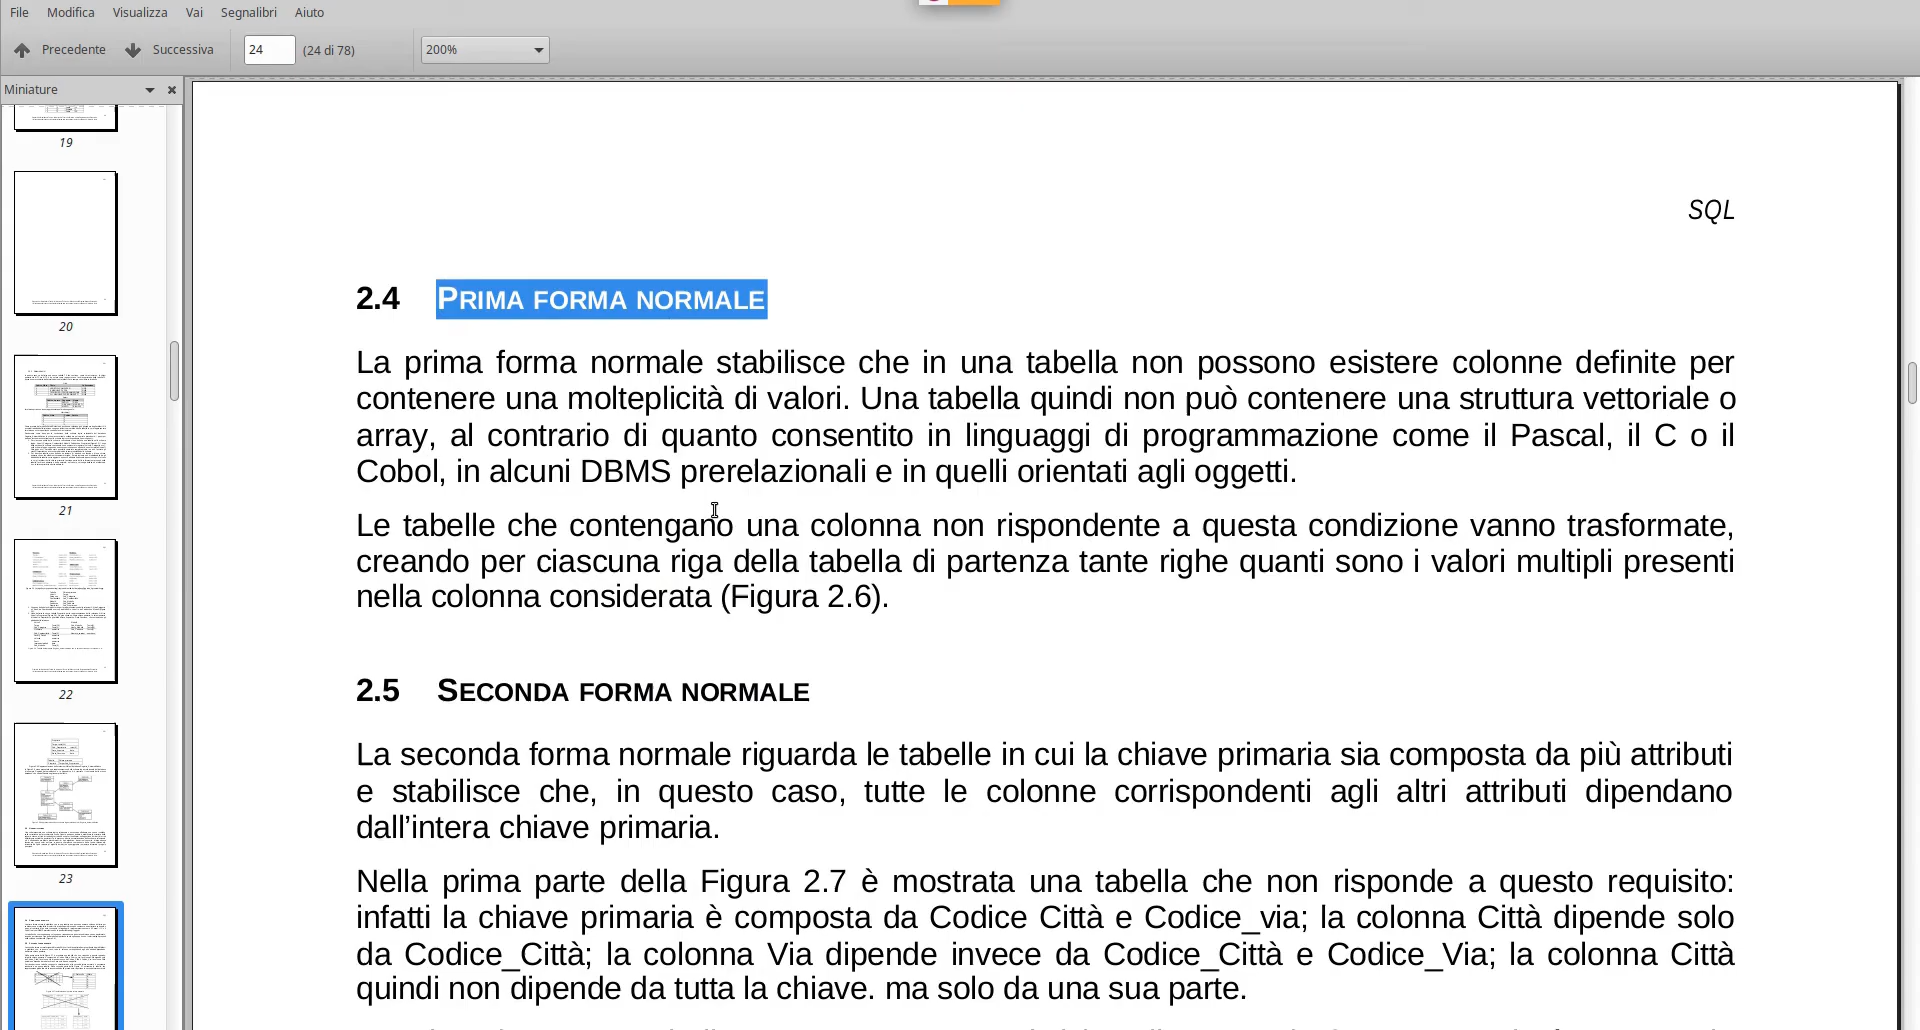 File Modifica Visualizza Vai Segnalibri Aiuto
Precedente Successiva 24 (24 di 78) 200%
Miniature
19
20
21
22
23
SQL
2.4 PRIMA FORMA NORMALE
La prima forma normale stabilisce che in una tabella non possono esistere colonne definite per
contenere una molteplicità di valori. Una tabella quindi non può contenere una struttura vettoriale o
array, al contrario di quanto consentito in linguaggi di programmazione come il Pascal, il C o il
Cobol, in alcuni DBMS prerelazionali e in quelli orientati agli oggetti.
Le tabelle che contengano una colonna non rispondente a questa condizione vanno trasformate,
creando per ciascuna riga della tabella di partenza tante righe quanti sono i valori multipli presenti
nella colonna considerata (Figura 2.6).
2.5 SECONDA FORMA NORMALE
La seconda forma normale riguarda le tabelle in cui la chiave primaria sia composta da più attributi
e stabilisce che, in questo caso, tutte le colonne corrispondenti agli altri attributi dipendano
dall’intera chiave primaria.
Nella prima parte della Figura 2.7 è mostrata una tabella che non risponde a questo requisito:
infatti la chiave primaria è composta da Codice Città e Codice_via; la colonna Città dipende solo
da Codice_Città; la colonna Via dipende invece da Codice_Città e Codice_Via; la colonna Città
quindi non dipende da tutta la chiave. ma solo da una sua parte.